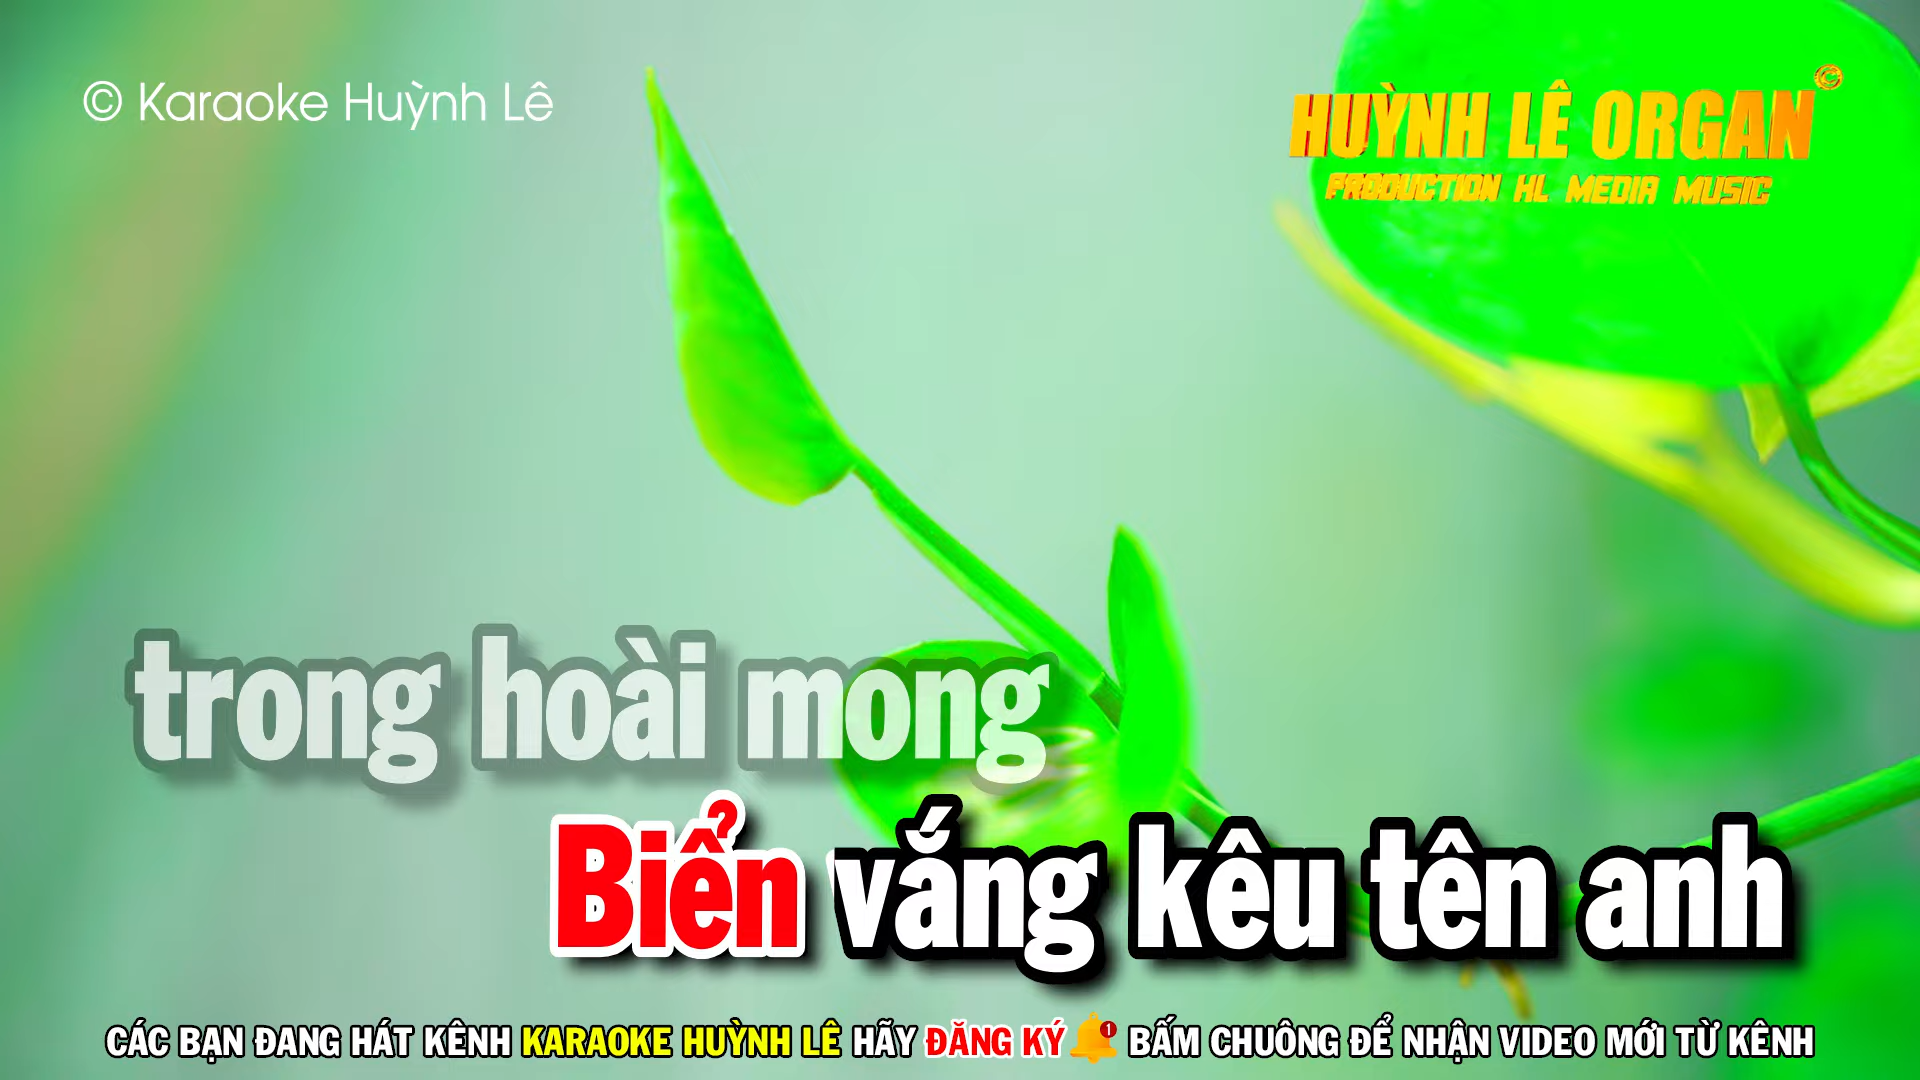 © Karaoke Huỳnh Lê
HUỲNH LÊ ORGAN ©
PRODUCTION HL MEDIA MUSIC
trong hoài mong
Biển vắng kêu tên anh
CÁC BẠN ĐANG HÁT KÊNH KARAOKE HUỲNH LÊ HÃY ĐĂNG KÝ 1 BẤM CHUÔNG ĐỂ NHẬN VIDEO MỚI TỪ KÊNH